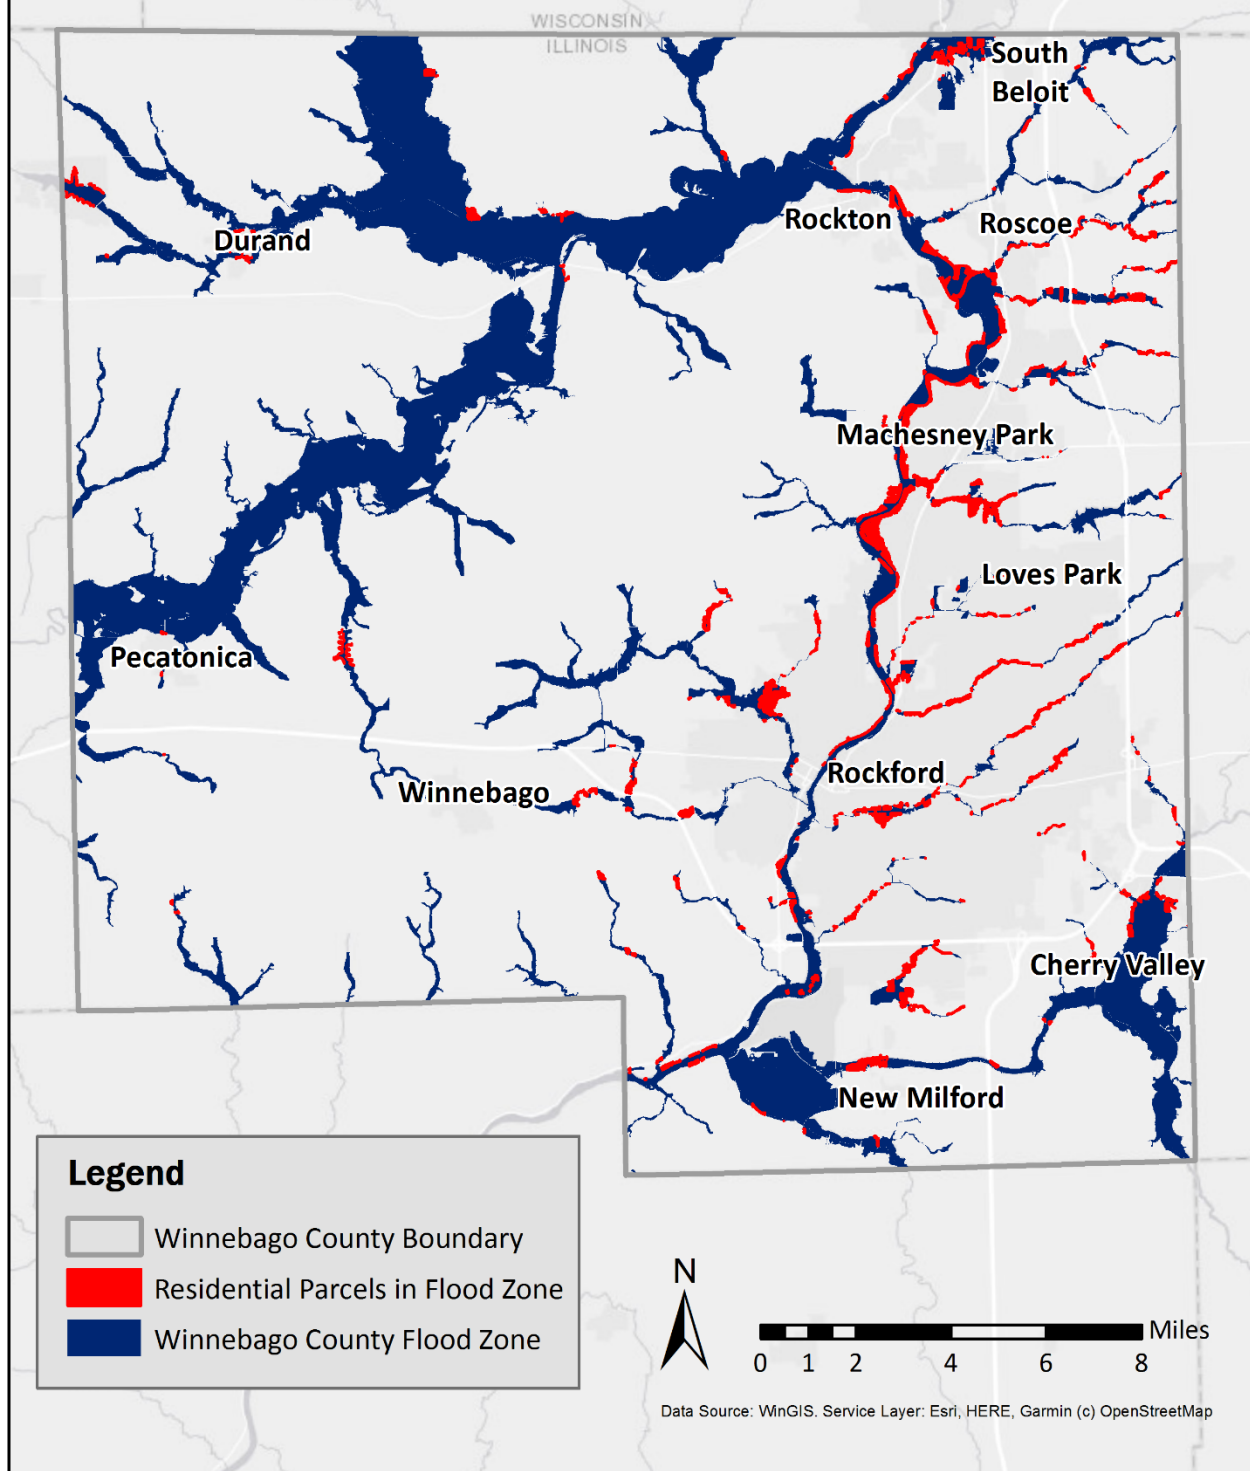 WISCONSIN
ILLINOIS
South
Beloit
Rockton
Roscoe
Durand
Machesney Park
Loves Park
Pecatonica
Rockford
Winnebago
Cherry Valley
New Milford
Legend
Winnebago County Boundary
Residential Parcels in Flood Zone
Winnebago County Flood Zone
N
Miles
0 1 2 4 6 8
Data Source: WinGIS. Service Layer: Esri, HERE, Garmin (c) OpenStreetMap